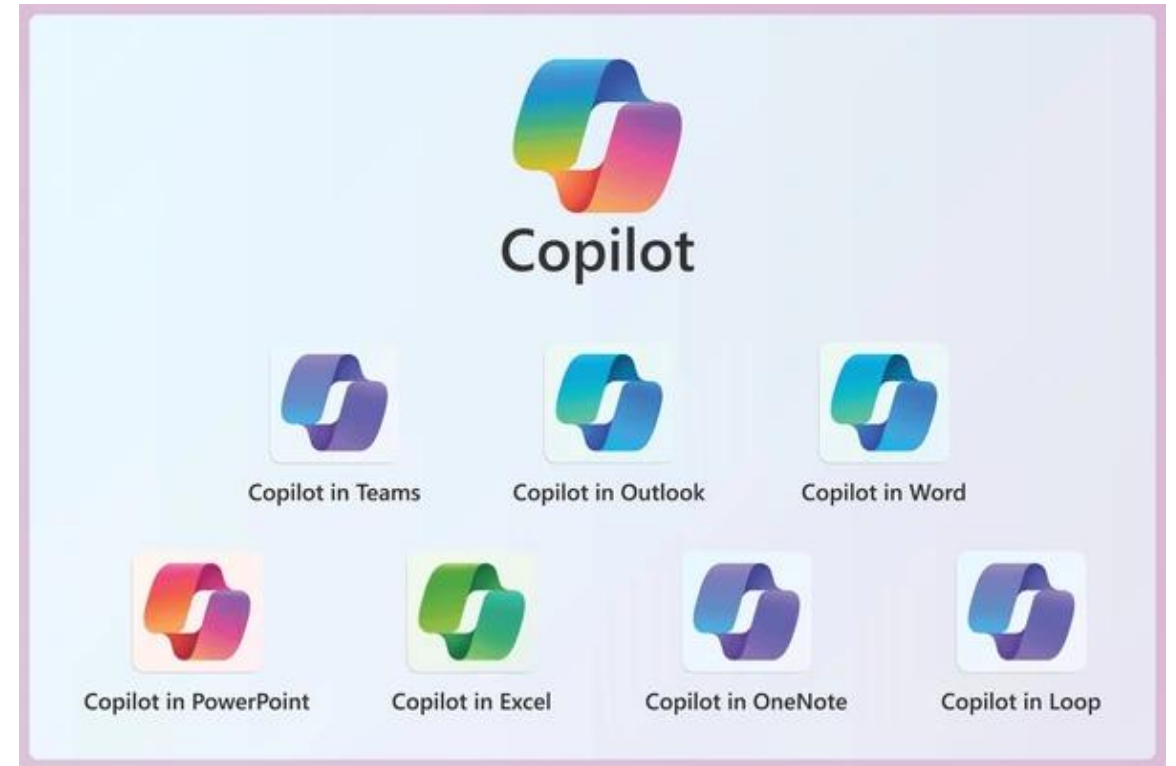 Copilot
Copilot in Teams
Copilot in Outlook
Copilot in Word
Copilot in PowerPoint
Copilot in Excel
Copilot in OneNote
Copilot in Loop